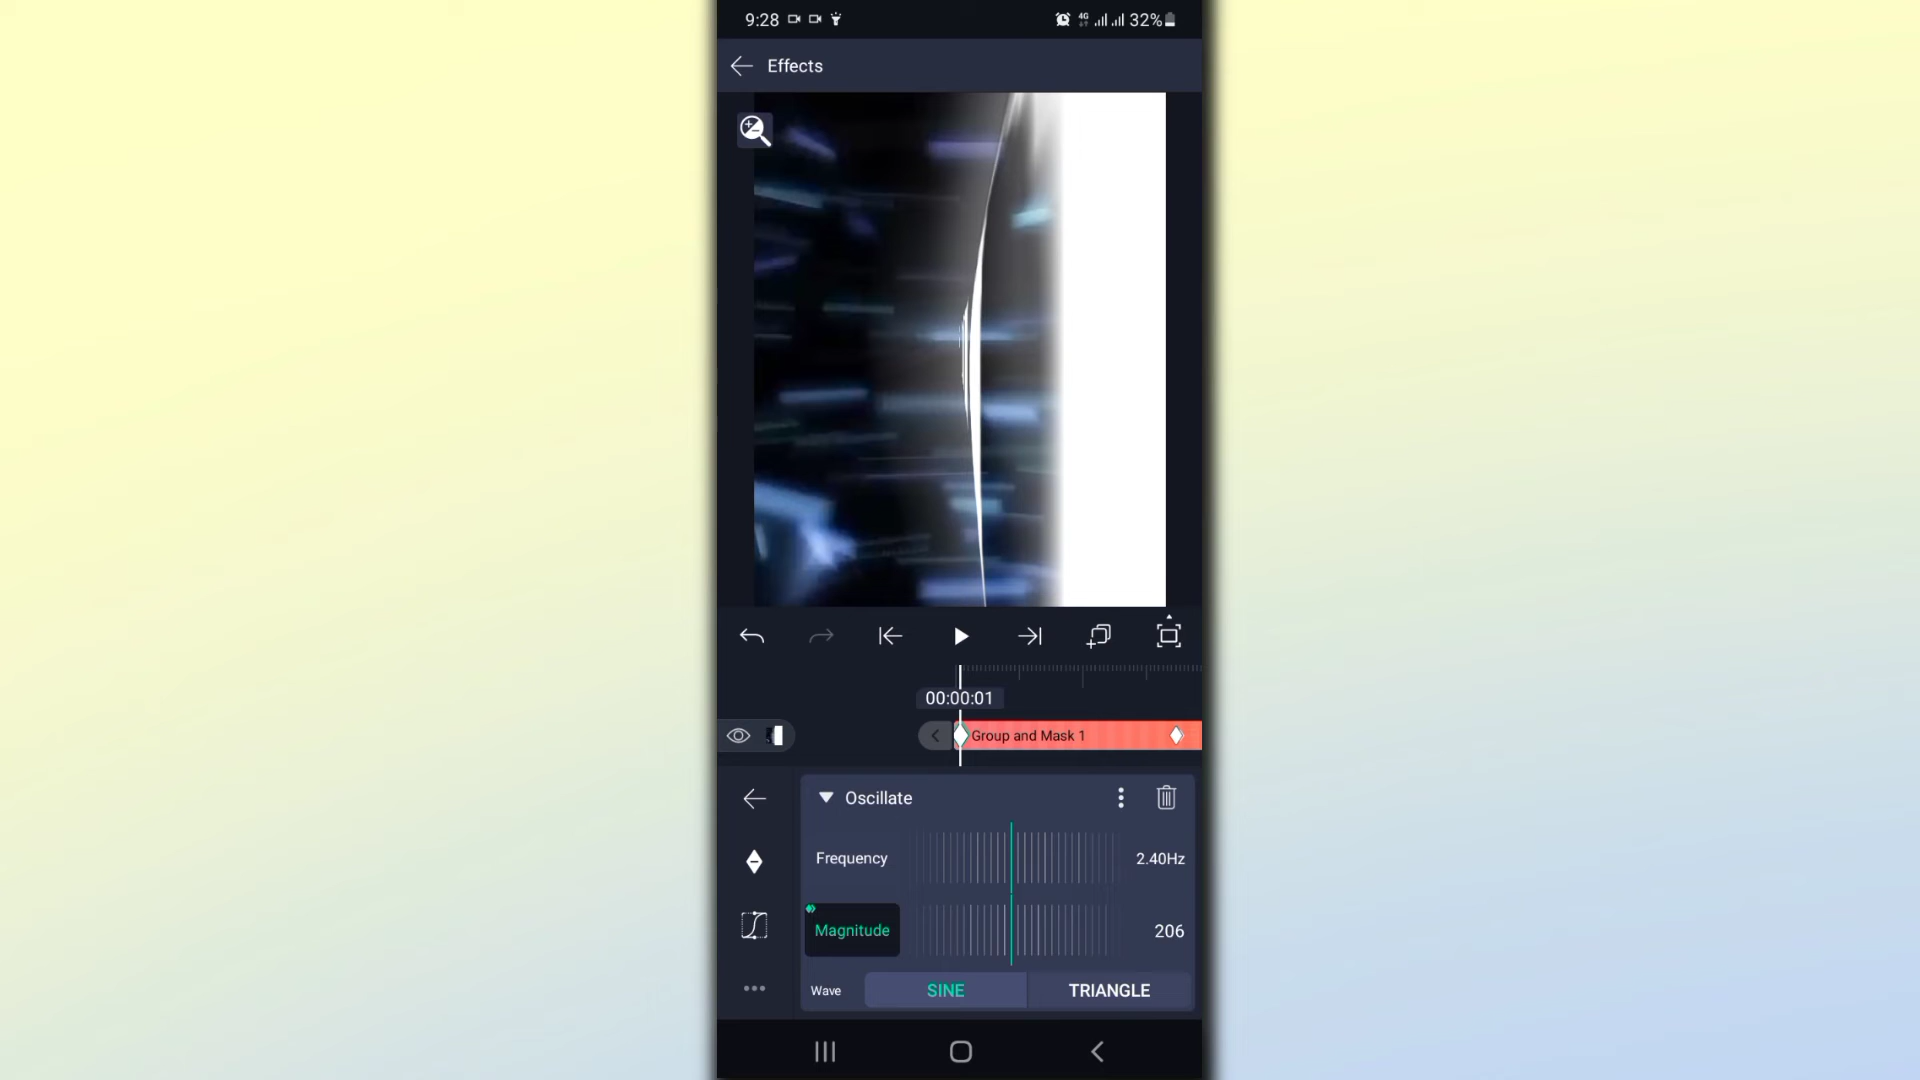 9:28
4G
32%
Effects
00:00:01
Group and Mask 1
Oscillate
Frequency
2.40Hz
Magnitude
206
Wave
SINE
TRIANGLE